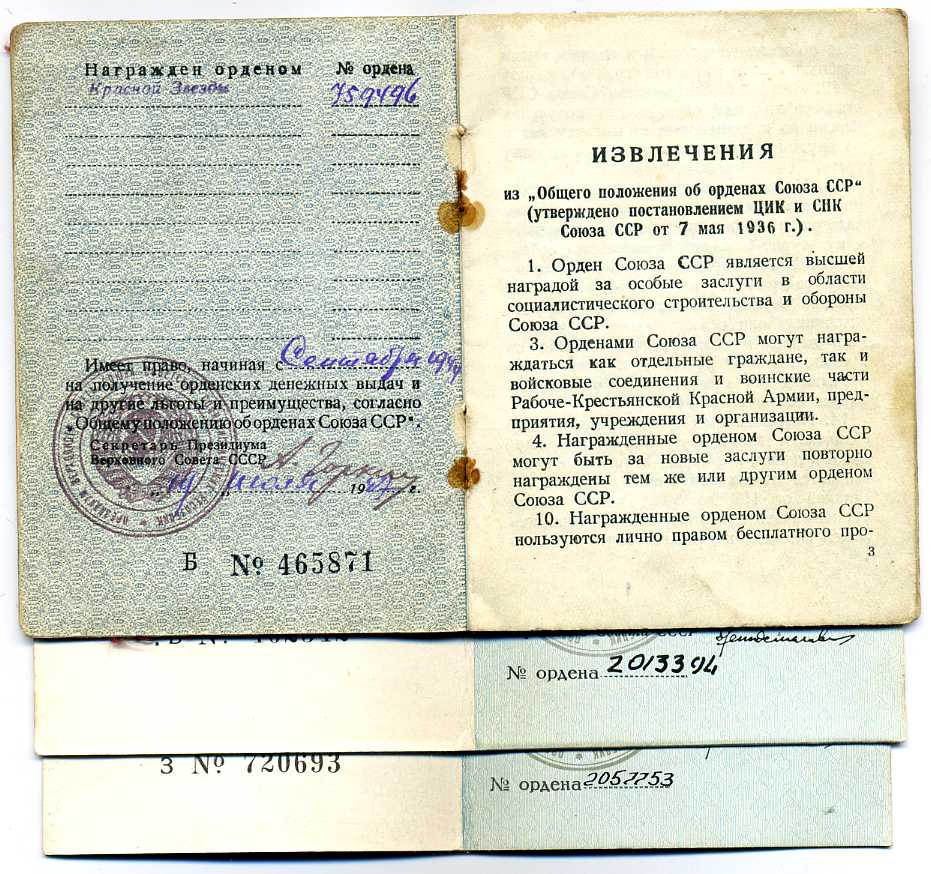 Награжден орденом № ордена
Красной Звезды 759496
Имеет право, начиная с Сентября 1944
на получение орденских денежных выдач и
на другие льготы и преимущества, согласно
„Общему положению об орденах Союза ССР".
Секретарь Президиума
Верховного Совета СССР
19 г.
Б № 465871
ИЗВЛЕЧЕНИЯ
из „Общего положения об орденах Союза ССР“
(утверждено постановлением ЦИК и СНК
Союза ССР от 7 мая 1936 г.).
1. Орден Союза ССР является высшей
наградой за особые заслуги в области
социалистического строительства и обороны
Союза ССР.
3. Орденами Союза ССР могут награ-
ждаться как отдельные граждане, так и
войсковые соединения и воинские части
Рабоче-Крестьянской Красной Армии, пред-
приятия, учреждения и организации.
4. Награжденные орденом Союза ССР
могут быть за новые заслуги повторно
награждены тем же или другим орденом
Союза ССР.
10. Награжденные орденом Союза ССР
пользуются лично правом бесплатного про-
3
№ ордена 2013394
З № 720693
№ ордена 2052253